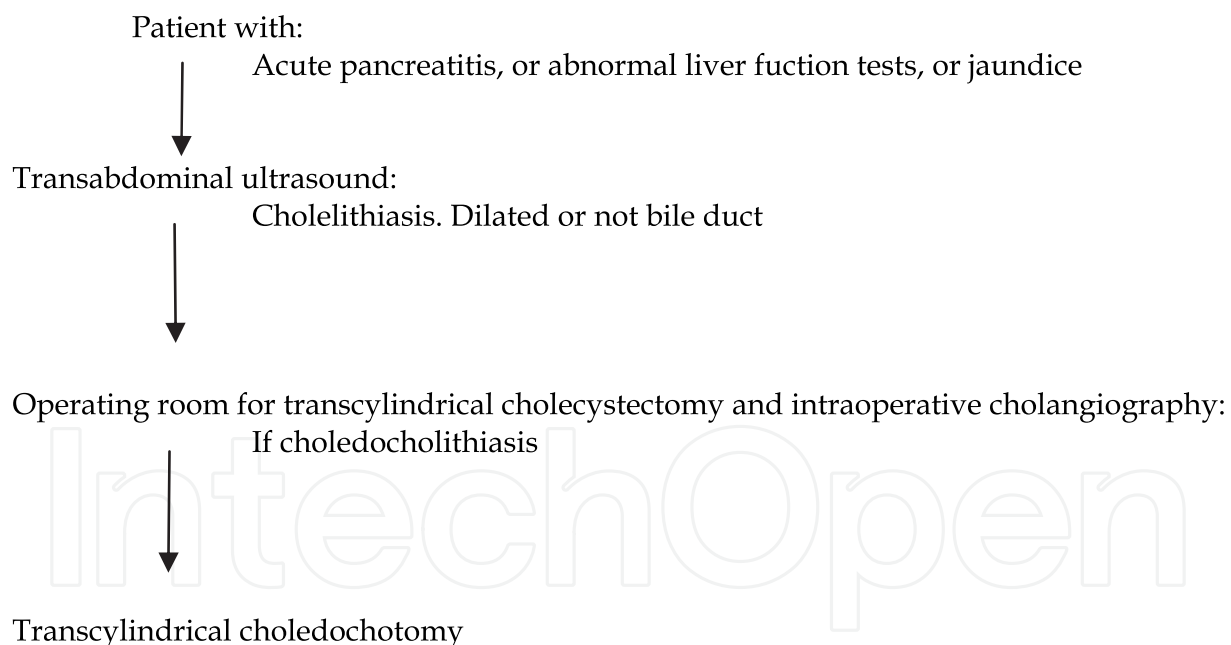 Patient with:
Acute pancreatitis, or abnormal liver fuction tests, or jaundice
Transabdominal ultrasound:
Cholelithiasis. Dilated or not bile duct
Operating room for transcylindrical cholecystectomy and intraoperative cholangiography:
If choledocholithiasis
IntechOpen
Transcylindrical choledochotomy